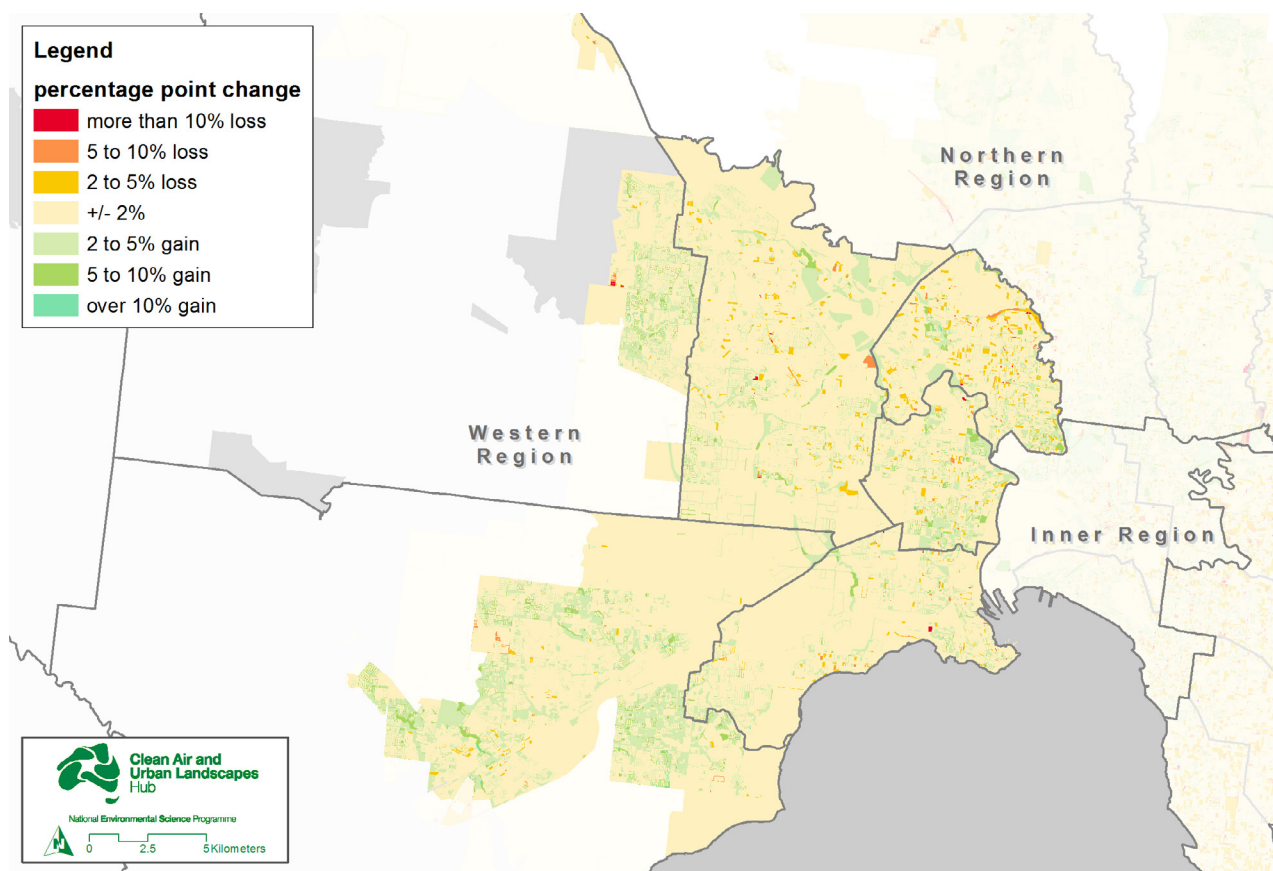 Legend
percentage point change
more than 10% loss
5 to 10% loss
2 to 5% loss
+/- 2%
2 to 5% gain
5 to 10% gain
over 10% gain
Northern
Region
Western
Region
Inner Region
Clean Air and
Urban Landscapes
Hub
National Environmental Science Programme
N
0 2.5 5 Kilometers